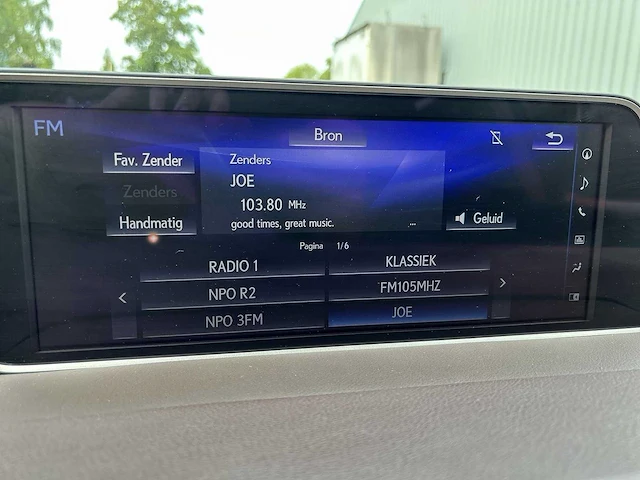 FM
Bron
Fav. Zender
Zenders
Handmatig
Zenders
JOE
103.80 MHz
good times, great music.
...
Geluid
Pagina 1/6
RADIO 1
KLASSIEK
NPO R2
FM105MHZ
NPO 3FM
JOE